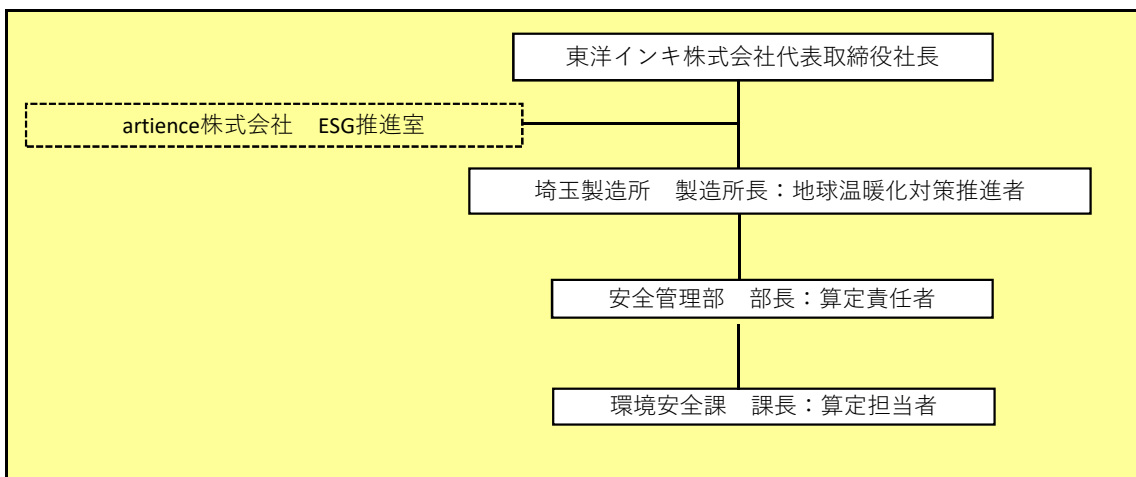 東洋インキ株式会社代表取締役社長
artience株式会社　ESG推進室
埼玉製造所　製造所長：地球温暖化対策推進者
安全管理部　部長：算定責任者
環境安全課　課長：算定担当者